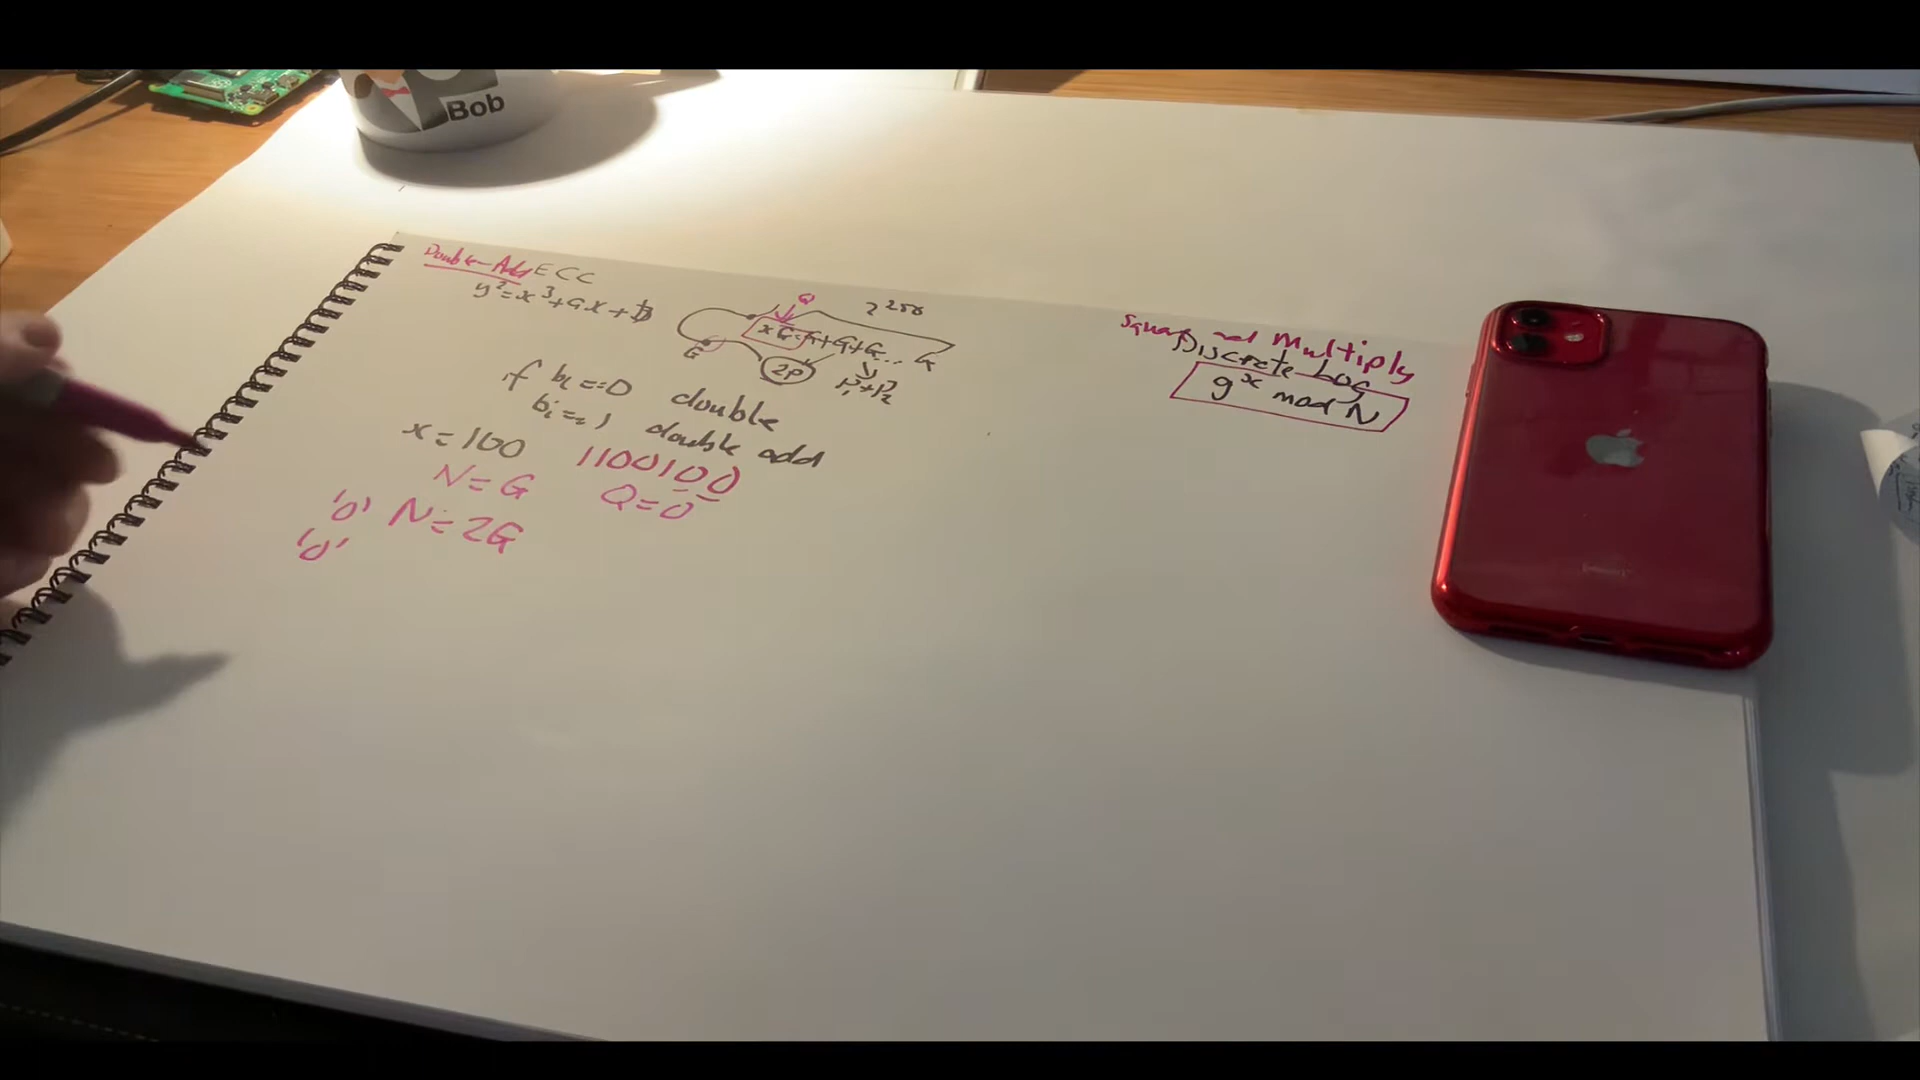 Bob
Double-Add ECC
y² = x³ + ax + b
Q
2²⁵⁶
xG = G+G+G... G
G
2P
P₁+P₂
if bi == 0 double
bi == 1 double add
x = 100 1100100
N = G Q = 0
'0' N = 2G
'0'
Square and Multiply
Discrete Log
g^x mod N